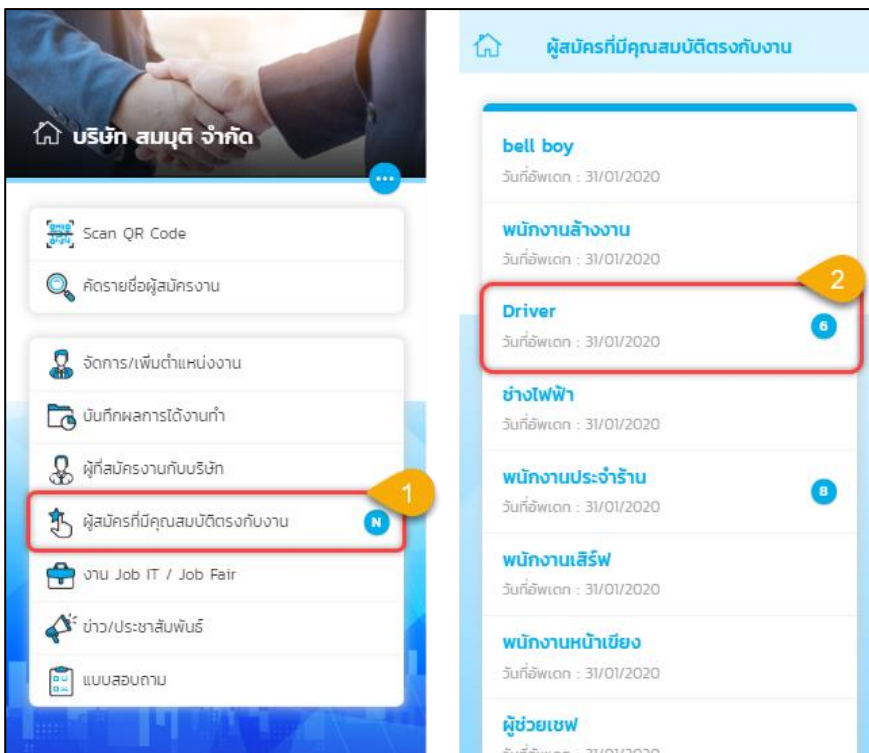 บริษัท สมมุติ จำกัด
Scan QR Code
คัดรายชื่อผู้สมัครงาน
จัดการ/เพิ่มตำแหน่งงาน
บันทึกผลการได้งานทำ
ผู้ที่สมัครงานกับบริษัท
ผู้สมัครที่มีคุณสมบัติตรงกับงาน
N
1
งาน Job IT / Job Fair
ข่าว/ประชาสัมพันธ์
แบบสอบถาม
ผู้สมัครที่มีคุณสมบัติตรงกับงาน
bell boy
วันที่อัพเดท : 31/01/2020
พนักงานล้างงาน
วันที่อัพเดท : 31/01/2020
2
Driver
6
วันที่อัพเดท : 31/01/2020
ช่างไฟฟ้า
วันที่อัพเดท : 31/01/2020
พนักงานประจำร้าน
8
วันที่อัพเดท : 31/01/2020
พนักงานเสิร์ฟ
วันที่อัพเดท : 31/01/2020
พนักงานหน้าเขียง
วันที่อัพเดท : 31/01/2020
ผู้ช่วยเชฟ